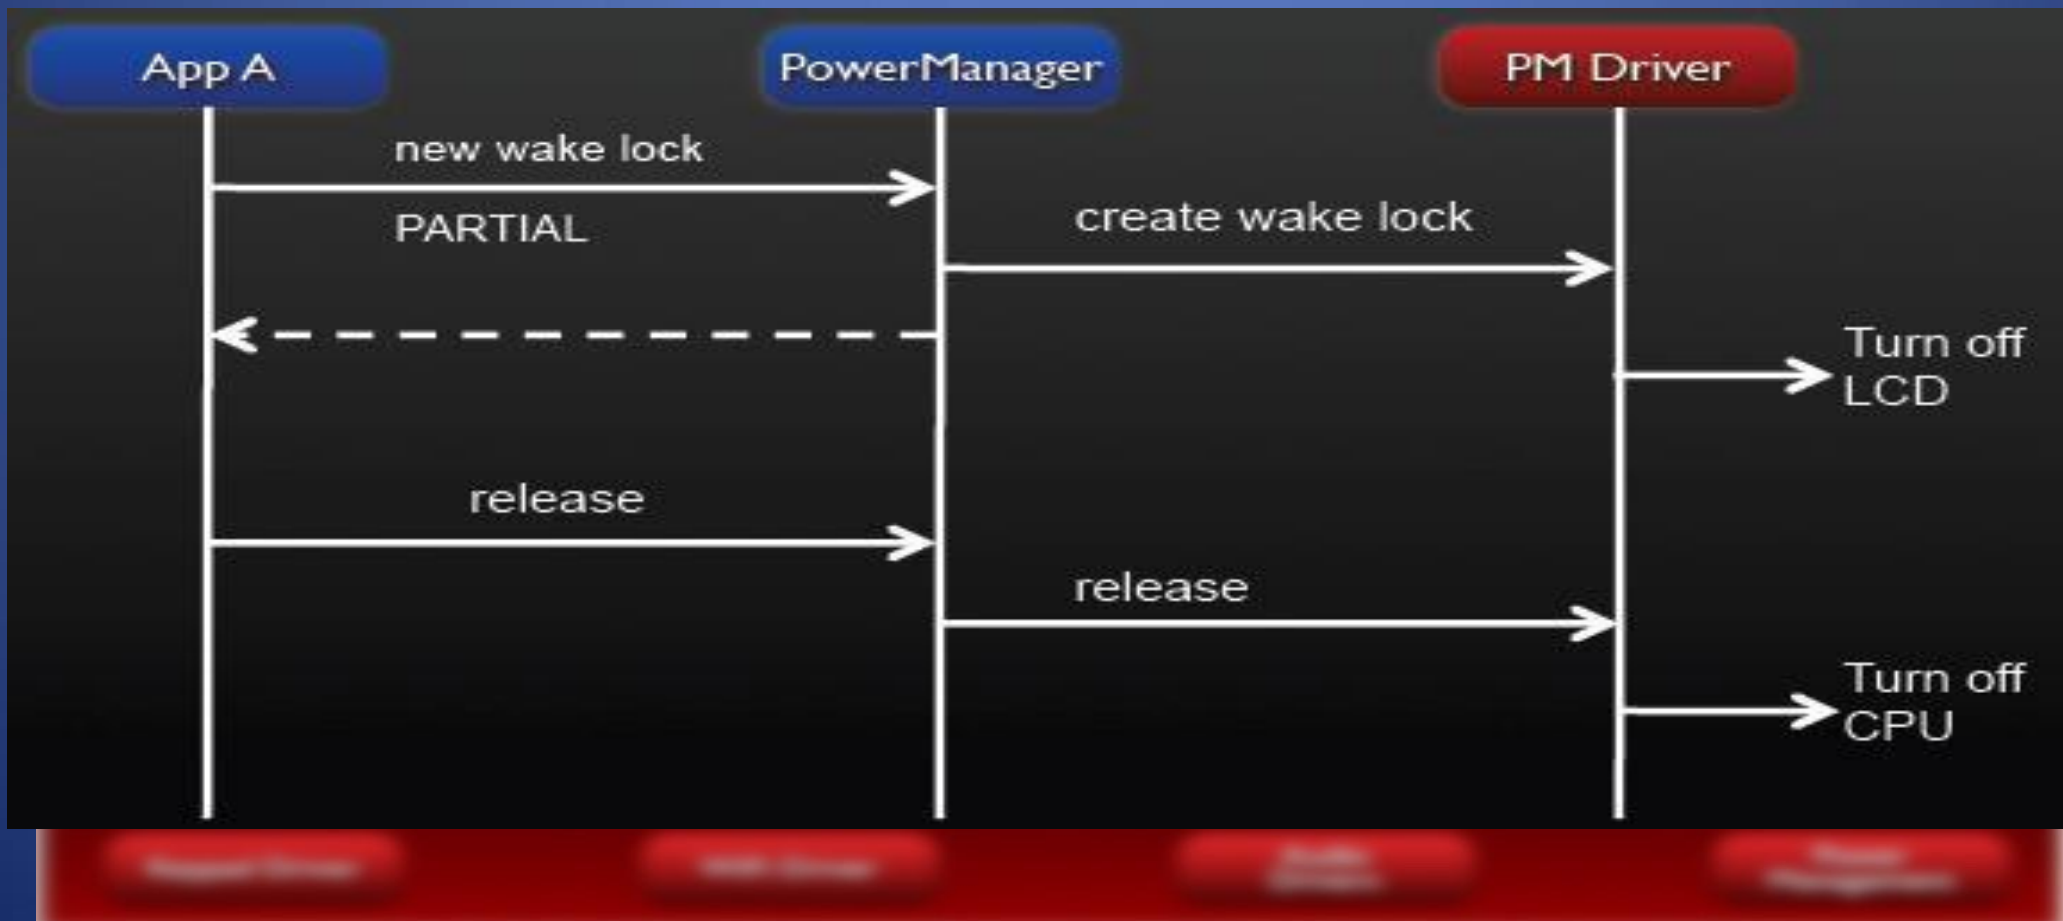 App A
PowerManager
PM Driver
new wake lock
PARTIAL
create wake lock
Turn off
LCD
release
release
Turn off
CPU